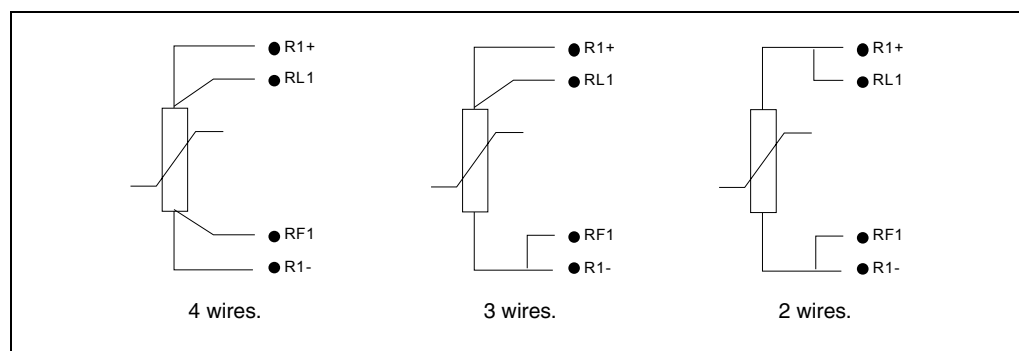 R1+ R1+ R1+
RL1 RL1 RL1
RF1 RF1 RF1
R1- R1- R1-
4 wires. 3 wires. 2 wires.